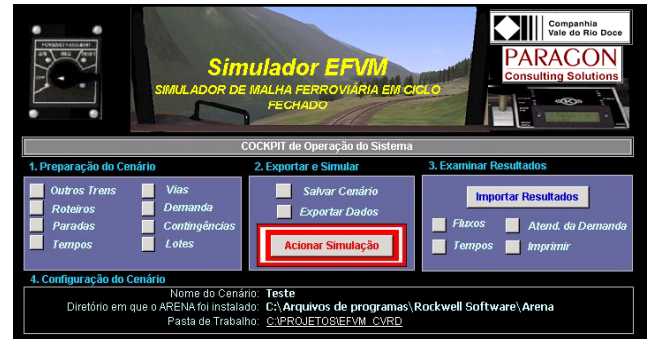 Companhia
Vale do Rio Doce
PARAGON
Consulting Solutions
Simulador EFVM
SIMULADOR DE MALHA FERROVIÁRIA EM CICLO
FECHADO
COCKPIT de Operação do Sistema
1. Preparação do Cenário
Outros Trens
Vias
Roteiros
Demanda
Paradas
Contingências
Tempos
Lotes
2. Exportar e Simular
Salvar Cenário
Exportar Dados
Acionar Simulação
3. Examinar Resultados
Importar Resultados
Fluxos
Atend. da Demanda
Tempos
Imprimir
4. Configuração do Cenário
Nome do Cenário: Teste
Diretório em que o ARENA foi instalado: C:\Arquivos de programas\Rockwell Software\Arena
Pasta de Trabalho: C:\PROJETOS\EFVM_CVRD